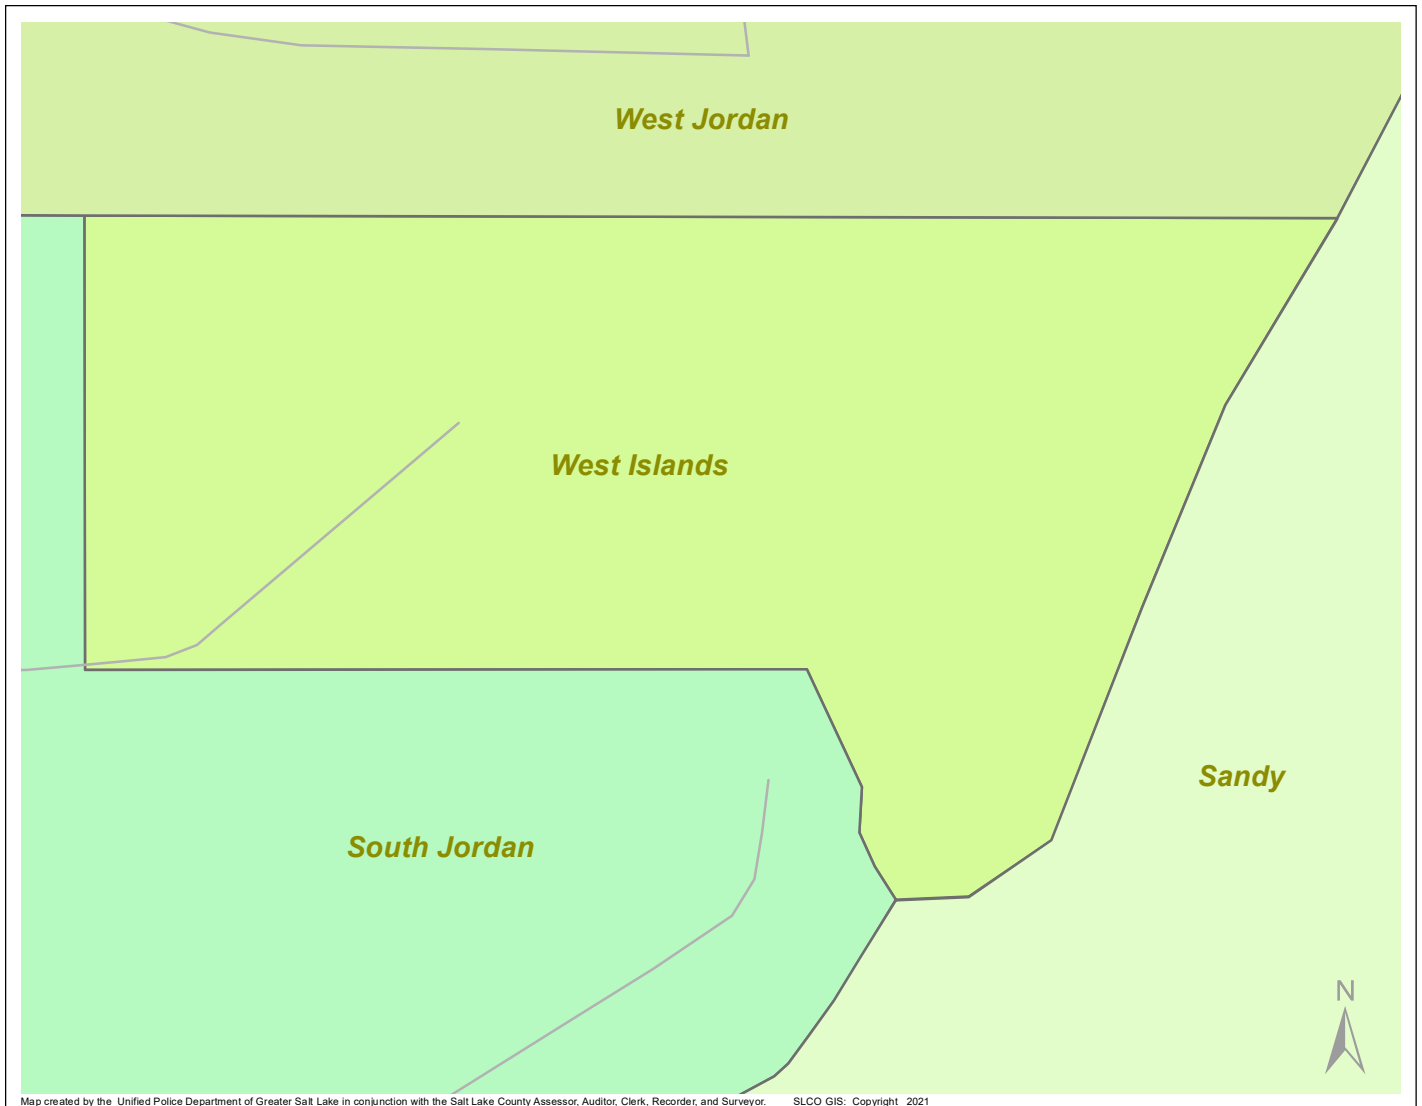 West Jordan
West Islands
Sandy
South Jordan
N
Map created by the Unified Police Department of Greater Salt Lake in conjunction with the Salt Lake County Assessor, Auditor, Clerk, Recorder, and Surveyor. SLCO GIS: Copyright 2021